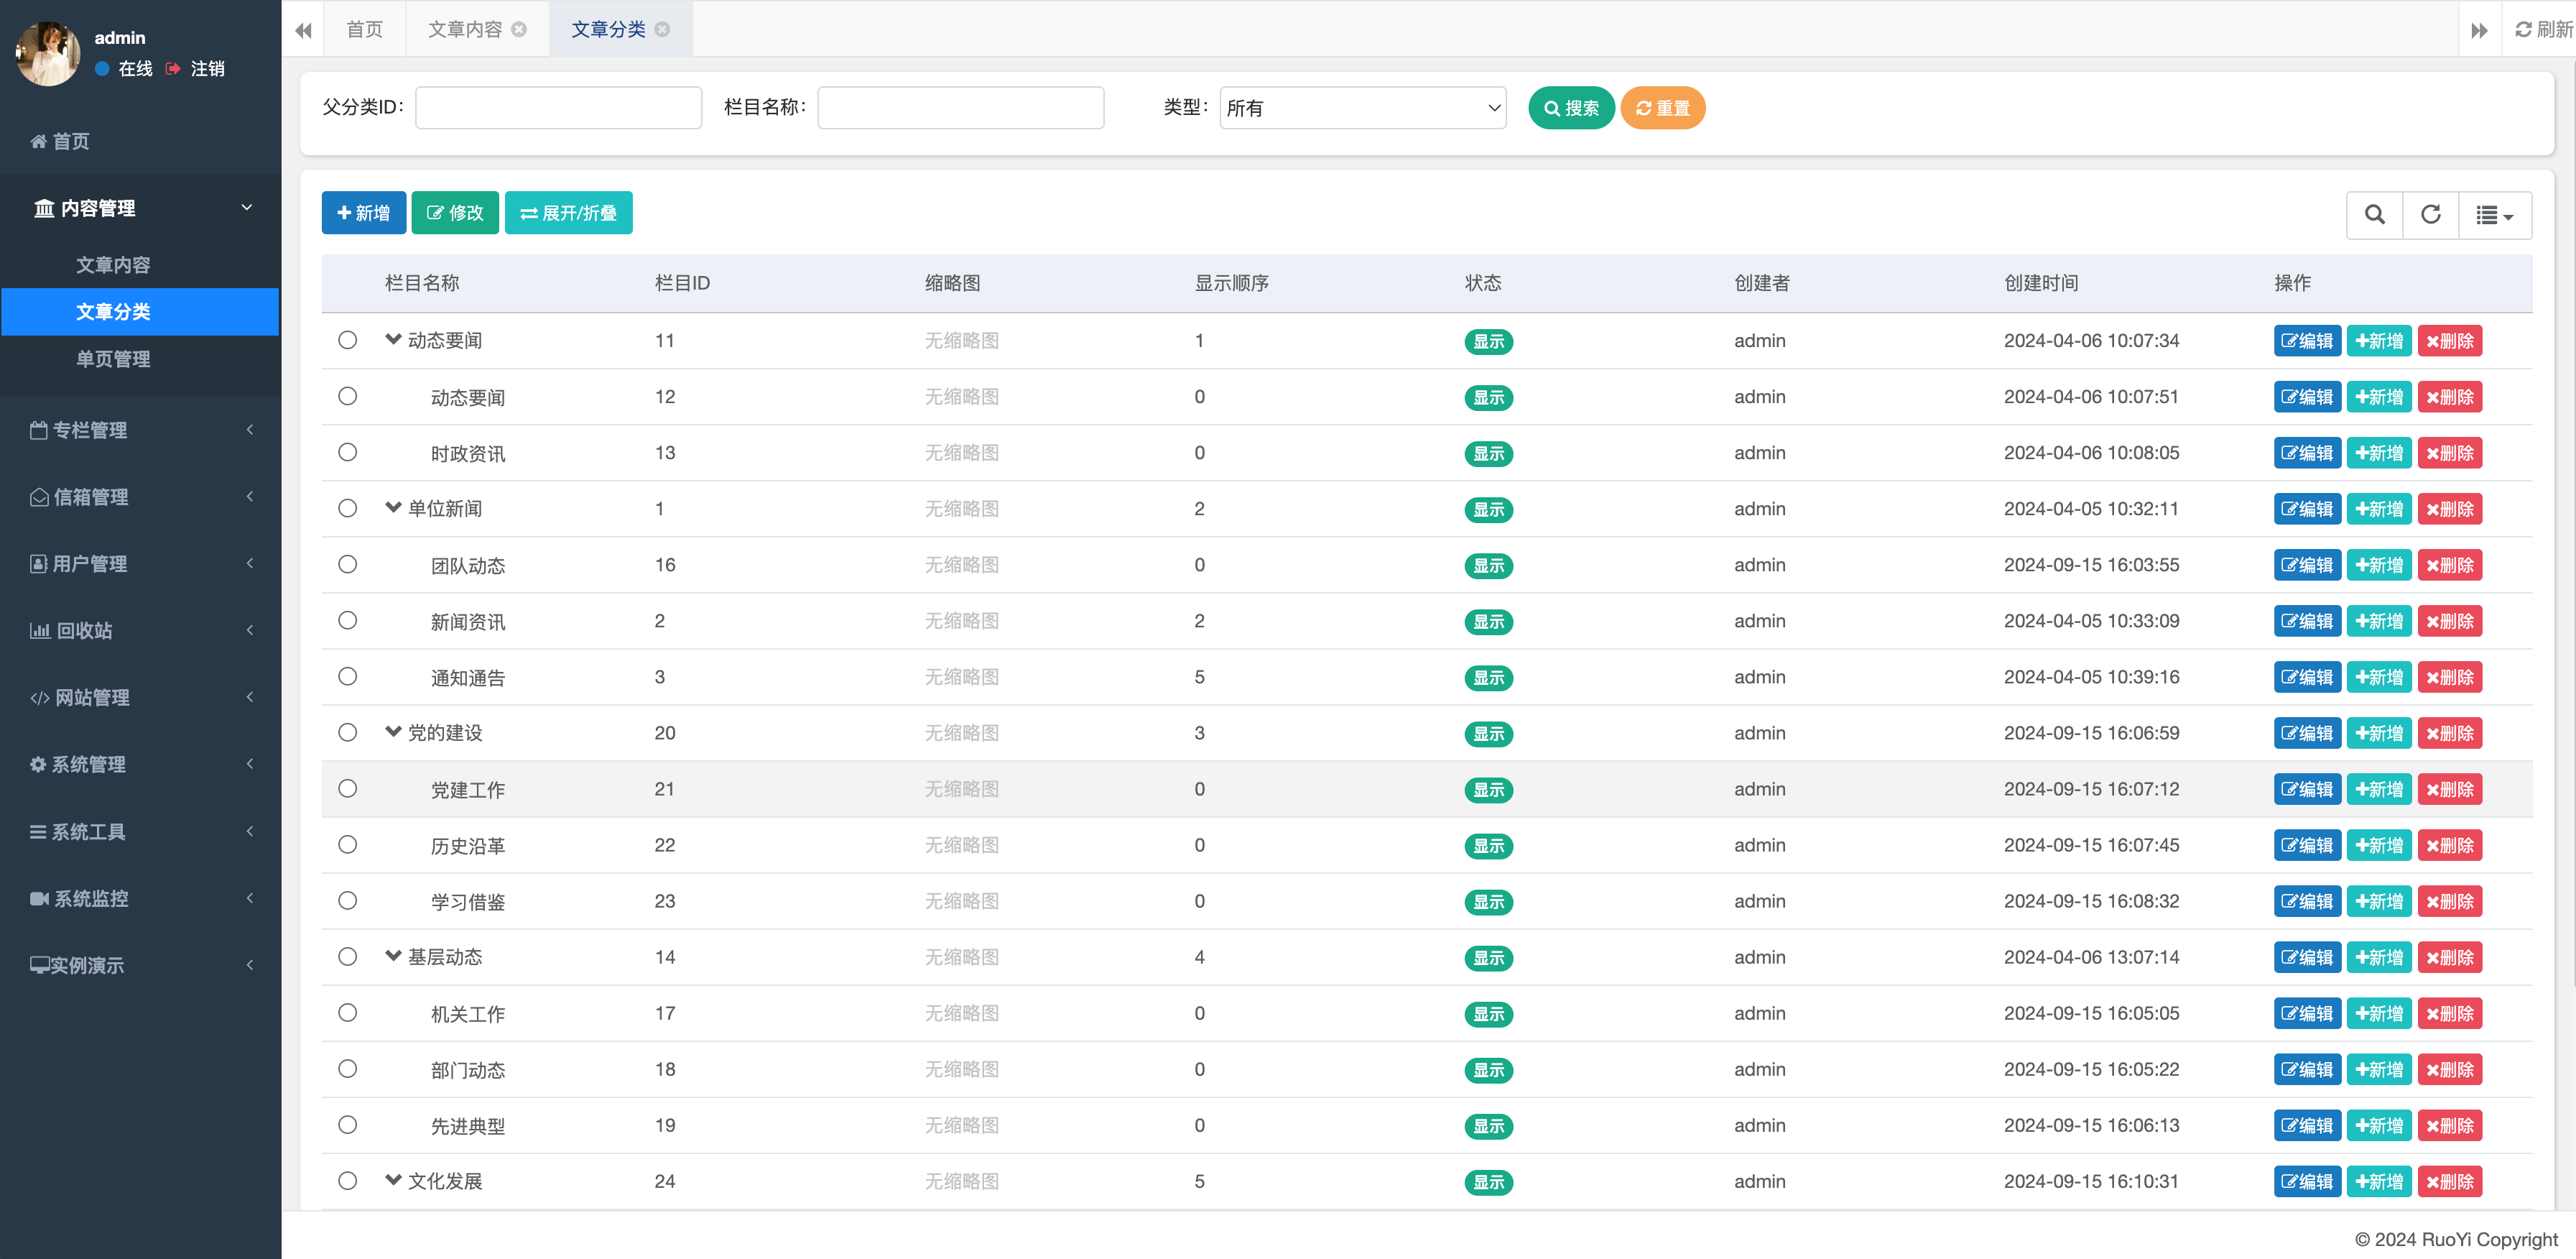 admin
在线 注销
首页
内容管理
文章内容
文章分类
单页管理
专栏管理
信箱管理
用户管理
回收站
网站管理
系统管理
系统工具
系统监控
实例演示
首页 文章内容 文章分类 刷新
父分类ID： 栏目名称： 类型： 所有 搜索 重置
新增 修改 展开/折叠
栏目名称 栏目ID 缩略图 显示顺序 状态 创建者 创建时间 操作
动态要闻 11 无缩略图 1 显示 admin 2024-04-06 10:07:34 编辑 新增 删除
动态要闻 12 无缩略图 0 显示 admin 2024-04-06 10:07:51 编辑 新增 删除
时政资讯 13 无缩略图 0 显示 admin 2024-04-06 10:08:05 编辑 新增 删除
单位新闻 1 无缩略图 2 显示 admin 2024-04-05 10:32:11 编辑 新增 删除
团队动态 16 无缩略图 0 显示 admin 2024-09-15 16:03:55 编辑 新增 删除
新闻资讯 2 无缩略图 2 显示 admin 2024-04-05 10:33:09 编辑 新增 删除
通知通告 3 无缩略图 5 显示 admin 2024-04-05 10:39:16 编辑 新增 删除
党的建设 20 无缩略图 3 显示 admin 2024-09-15 16:06:59 编辑 新增 删除
党建工作 21 无缩略图 0 显示 admin 2024-09-15 16:07:12 编辑 新增 删除
历史沿革 22 无缩略图 0 显示 admin 2024-09-15 16:07:45 编辑 新增 删除
学习借鉴 23 无缩略图 0 显示 admin 2024-09-15 16:08:32 编辑 新增 删除
基层动态 14 无缩略图 4 显示 admin 2024-04-06 13:07:14 编辑 新增 删除
机关工作 17 无缩略图 0 显示 admin 2024-09-15 16:05:05 编辑 新增 删除
部门动态 18 无缩略图 0 显示 admin 2024-09-15 16:05:22 编辑 新增 删除
先进典型 19 无缩略图 0 显示 admin 2024-09-15 16:06:13 编辑 新增 删除
文化发展 24 无缩略图 5 显示 admin 2024-09-15 16:10:31 编辑 新增 删除
© 2024 RuoYi Copyright